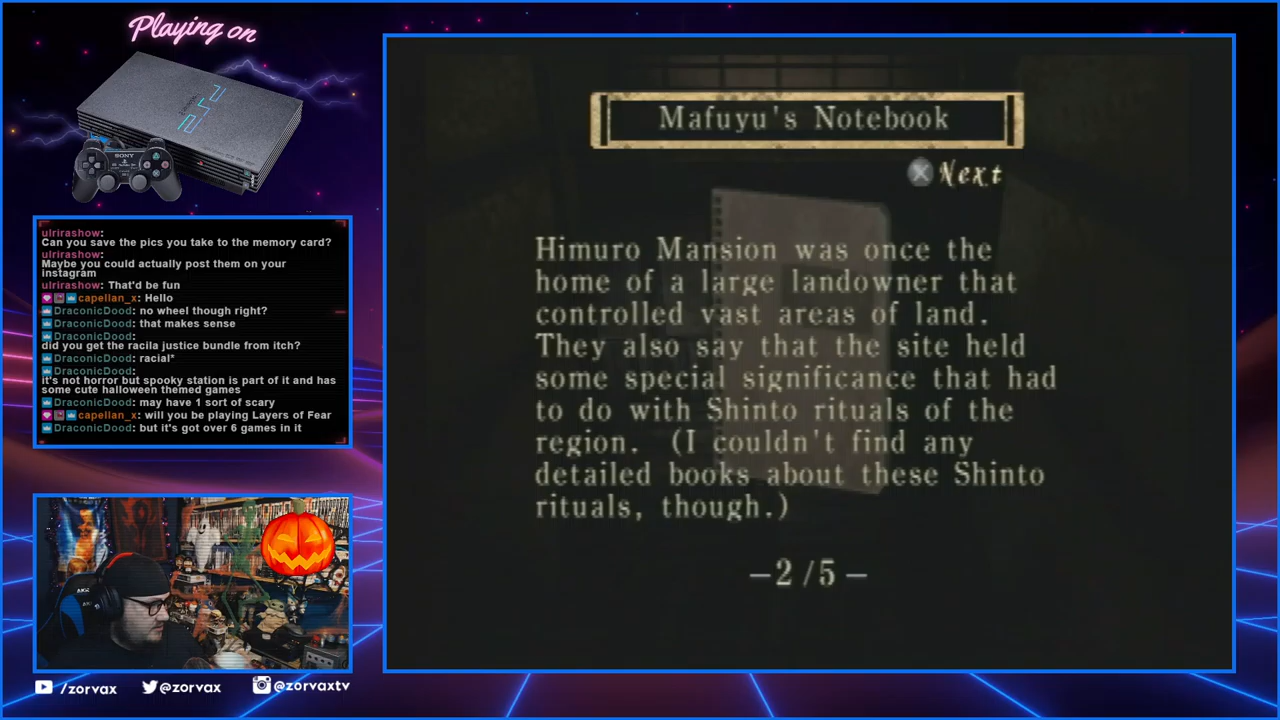 Playing on
SONY
ulrirashow:
Can you save the pics you take to the memory card?
ulrirashow:
Maybe you could actually post them on your
instagram
ulrirashow: That'd be fun
capellan_x: Hello
DraconicDood: no wheel though right?
DraconicDood: that makes sense
DraconicDood:
did you get the racila justice bundle from itch?
DraconicDood: racial*
DraconicDood:
it's not horror but spooky station is part of it and has
some cute halloween themed games
DraconicDood: may have 1 sort of scary
capellan_x: will you be playing Layers of Fear
DraconicDood: but it's got over 6 games in it
/zorvax
@zorvax
@zorvaxtv
Mafuyu's Notebook
Next
Himuro Mansion was once the
home of a large landowner that
controlled vast areas of land.
They also say that the site held
some special significance that had
to do with Shinto rituals of the
region. (I couldn't find any
detailed books about these Shinto
rituals, though.)
—2/5—